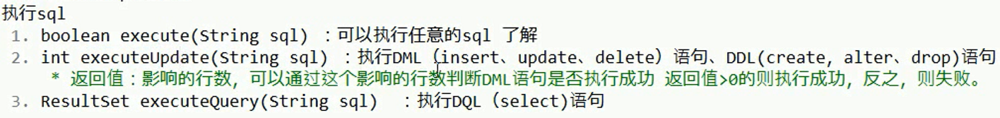 执行sql
1. boolean execute(String sql) ：可以执行任意的sql 了解
2. int executeUpdate(String sql) ：执行DML（insert、update、delete）语句、DDL(create, alter、drop)语句
* 返回值：影响的行数，可以通过这个影响的行数判断DML语句是否执行成功 返回值>0的则执行成功，反之，则失败。
3. ResultSet executeQuery(String sql) ：执行DQL（select)语句